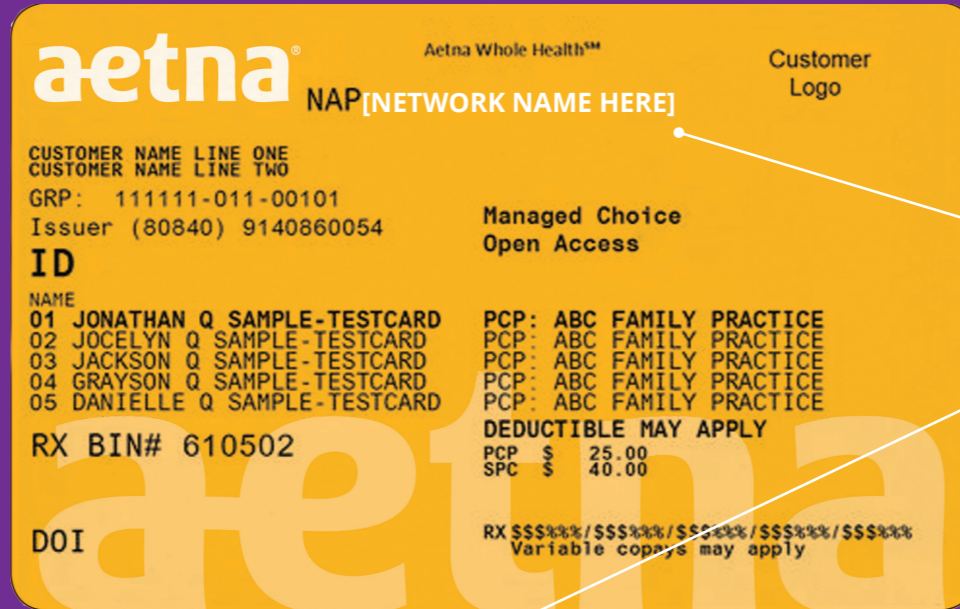 aetna®
Aetna Whole Health℠
Customer
Logo
NAP[NETWORK NAME HERE]
CUSTOMER NAME LINE ONE
CUSTOMER NAME LINE TWO
GRP: 111111-011-00101
Issuer (80840) 9140860054
Managed Choice
Open Access
ID
NAME
01 JONATHAN Q SAMPLE-TESTCARD PCP: ABC FAMILY PRACTICE
02 JOCELYN Q SAMPLE-TESTCARD PCP: ABC FAMILY PRACTICE
03 JACKSON Q SAMPLE-TESTCARD PCP: ABC FAMILY PRACTICE
04 GRAYSON Q SAMPLE-TESTCARD PCP: ABC FAMILY PRACTICE
05 DANIELLE Q SAMPLE-TESTCARD PCP: ABC FAMILY PRACTICE
DEDUCTIBLE MAY APPLY
RX BIN# 610502
PCP $ 25.00
SPC $ 40.00
DOI
RX $$$%%%/$$$%%%/$$$%%%/$$$%%%/$$$%%%
Variable copays may apply
aetna